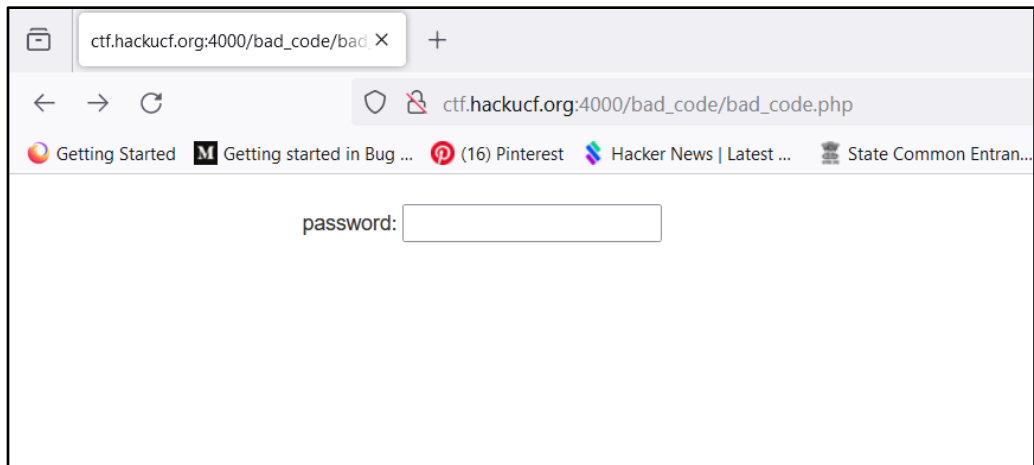 ctf.hackucf.org:4000/bad_code/bad
ctf.hackucf.org:4000/bad_code/bad_code.php
Getting Started M Getting started in Bug ... (16) Pinterest Hacker News | Latest ... State Common Entran...
password: